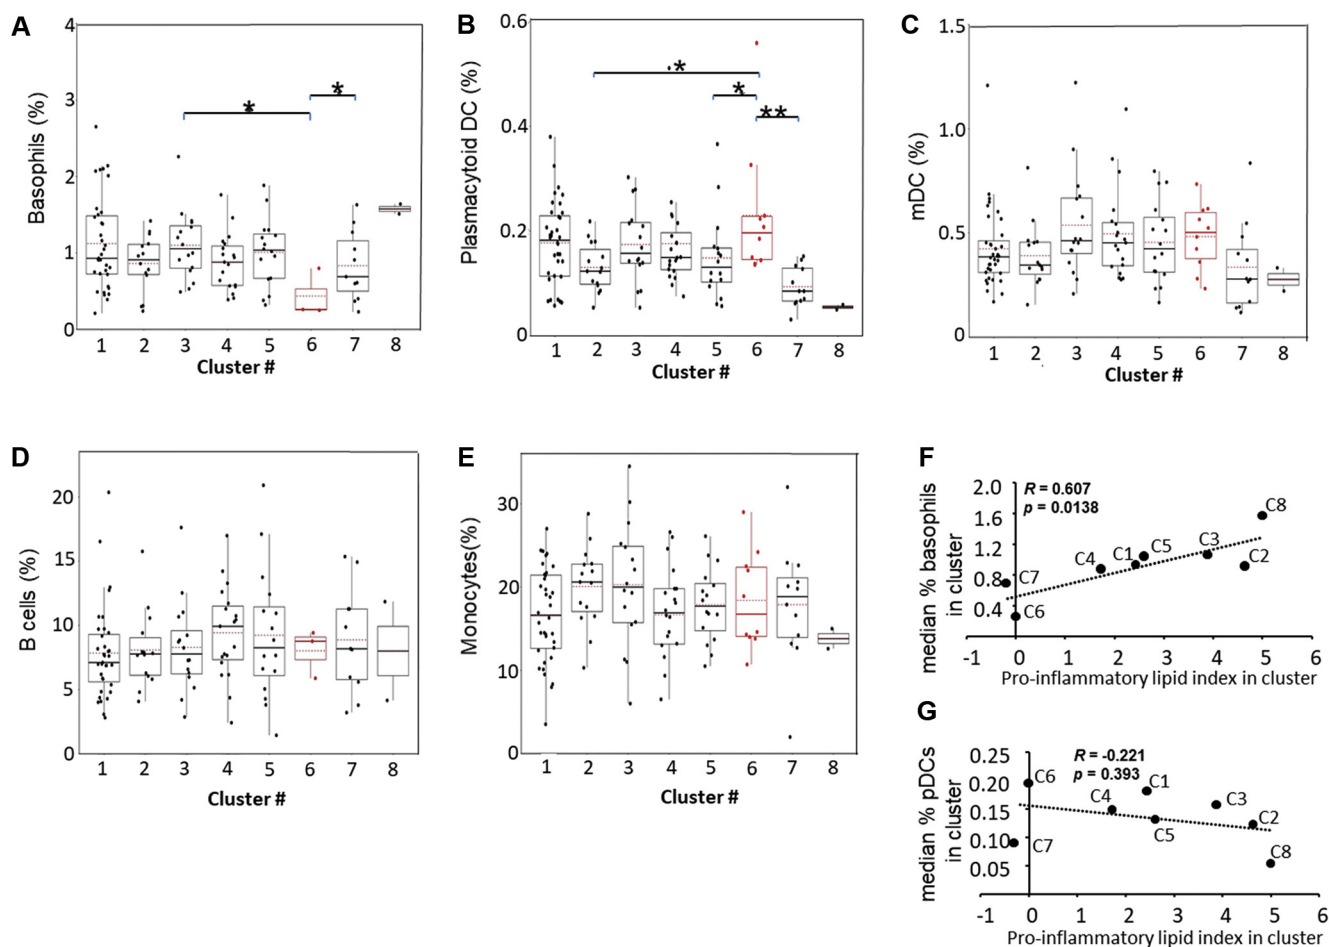 A
Basophils (%)
4
3
2
1
0
*
*
1 2 3 4 5 6 7 8
Cluster #
B
Plasmacytoid DC (%)
0.6
0.4
0.2
0
*
*
**
1 2 3 4 5 6 7 8
Cluster #
C
mDC (%)
1.5
1.0
0.5
0
1 2 3 4 5 6 7 8
Cluster #
D
B cells (%)
20
15
10
5
0
1 2 3 4 5 6 7 8
Cluster #
E
Monocytes(%)
30
20
10
0
1 2 3 4 5 6 7 8
Cluster #
F
median % basophils
in cluster
2.0
1.6
1.2
0.8
0.4
R = 0.607
p = 0.0138
C8
C3
C5
C1
C4
C2
C7
C6
-1 0 1 2 3 4 5 6
Pro-inflammatory lipid index in cluster
G
median % pDCs
in cluster
0.25
0.20
0.15
0.10
0.05
R = -0.221
p = 0.393
C6
C1
C4
C3
C2
C5
C7
C8
-1 0 1 2 3 4 5 6
Pro-inflammatory lipid index in cluster